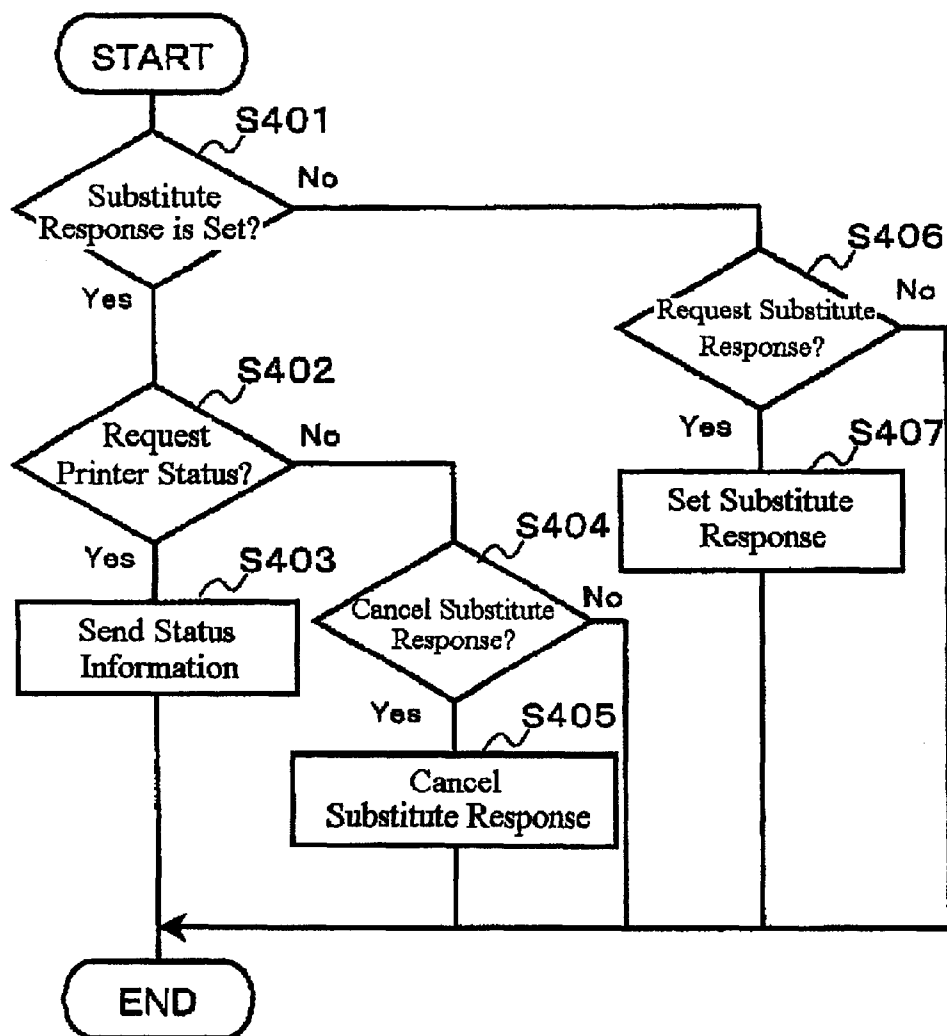 START
S401
Substitute
Response is Set?
No
Yes
S406
Request Substitute
Response?
No
Yes
S402
Request
Printer Status?
No
Yes
S407
Set Substitute
Response
S404
Cancel Substitute
Response?
No
Yes
S403
Send Status
Information
S405
Cancel
Substitute Response
END